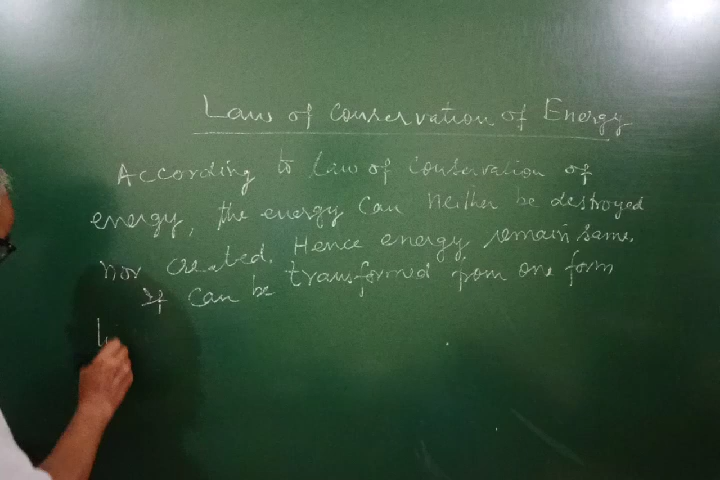 Laws of Conservation of Energy
According to law of Conservation of
energy, the energy can neither be destroyed
nor created. Hence energy remain same.
It can be transformed from one form